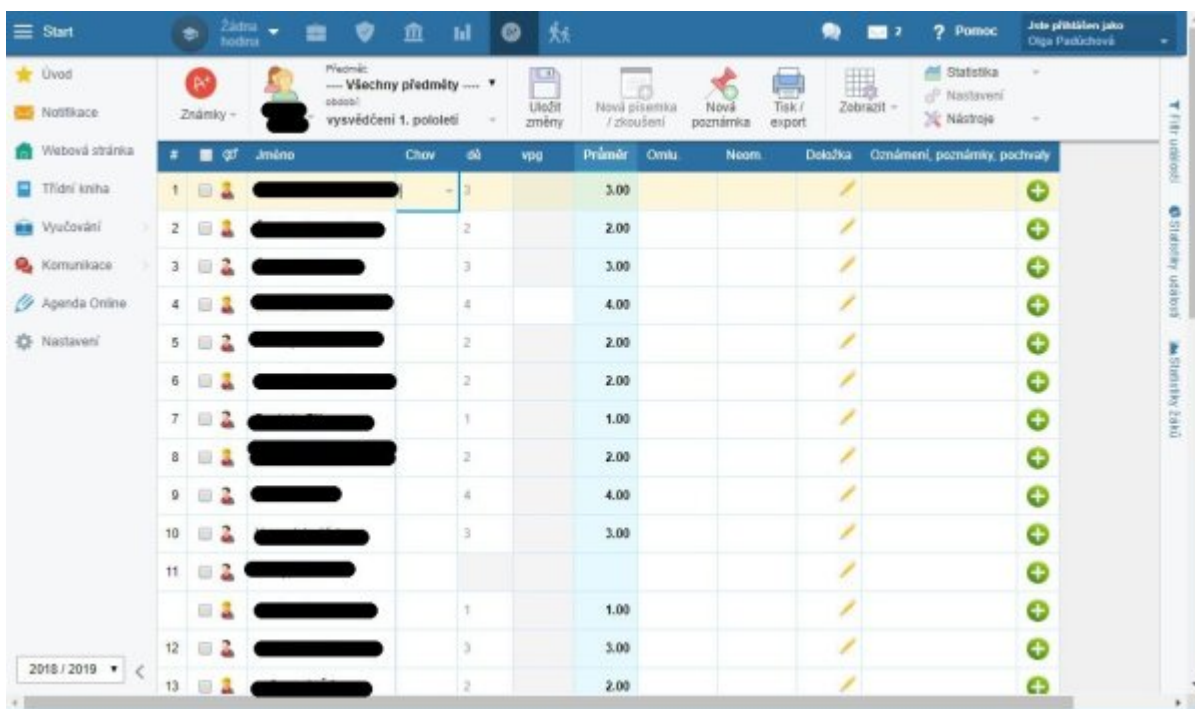 Start
Žádná
hodina
2
? Pomoc
Jste přihlášen jako
Olga Padúchová
Úvod
Notifikace
Webová stránka
Třídní kniha
Vyučování
Komunikace
Agenda Online
Nastavení
2018 / 2019
A+
Známky
Předmět:
---- Všechny předměty ----
období:
vysvědčení 1. pololetí
Uložit
změny
Nová písemka
/ zkoušení
Nová
poznámka
Tisk /
export
Zobrazit
Statistika
Nastavení
Nástroje
# Jméno Chov dě vpg Průměr Omlu. Neom. Doložka Oznámení, poznámky, pochvaly
1 3 3.00
2 2 2.00
3 3 3.00
4 4 4.00
5 2 2.00
6 2 2.00
7 1 1.00
8 2 2.00
9 4 4.00
10 3 3.00
11
1 1.00
12 3 3.00
13 2 2.00
Filtr událostí
Statistiky událostí
Statistiky žáků